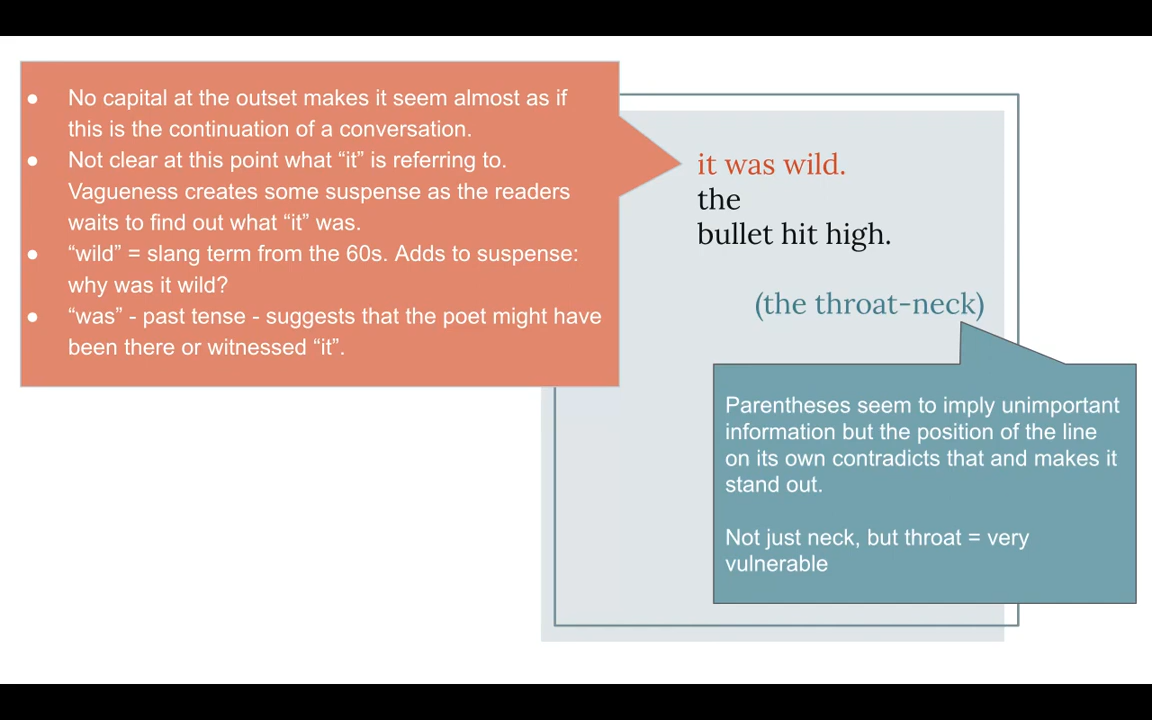 ● No capital at the outset makes it seem almost as if
this is the continuation of a conversation.
● Not clear at this point what “it” is referring to.
Vagueness creates some suspense as the readers
waits to find out what “it” was.
● “wild” = slang term from the 60s. Adds to suspense:
why was it wild?
● “was” - past tense - suggests that the poet might have
been there or witnessed “it”.
it was wild.
the
bullet hit high.
(the throat-neck)
Parentheses seem to imply unimportant
information but the position of the line
on its own contradicts that and makes it
stand out.
Not just neck, but throat = very
vulnerable